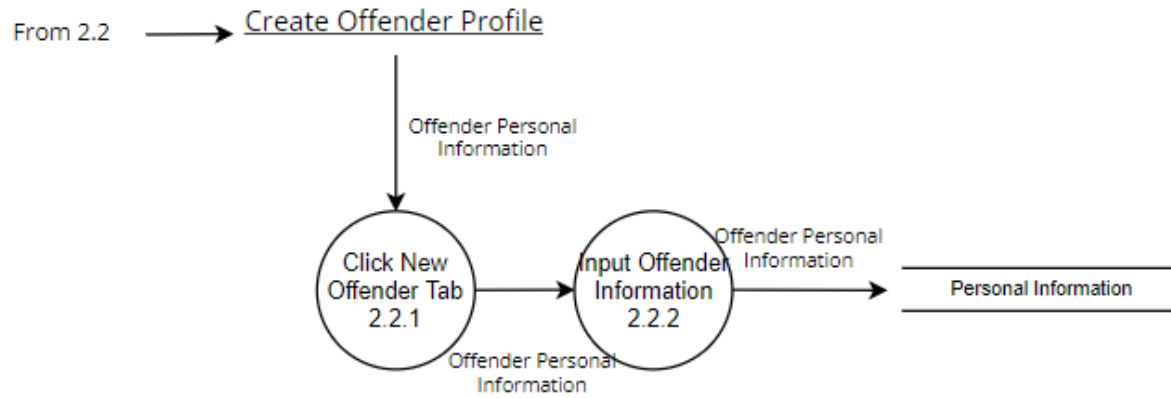 From 2.2
Create Offender Profile
Offender Personal
Information
Click New
Offender Tab
2.2.1
Offender Personal
Information
Input Offender
Information
2.2.2
Offender Personal
Information
Personal Information